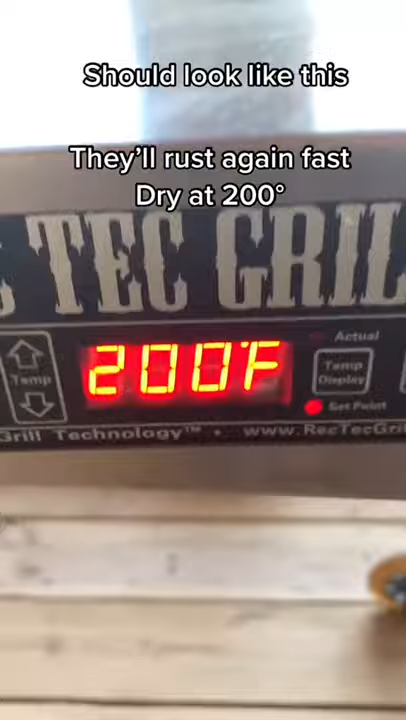 Should look like this
They'll rust again fast
Dry at 200°
TEC GRIL
Actual
200°F
Temp
Temp
Display
Set Point
Grill Technology™ • www.RecTecGri